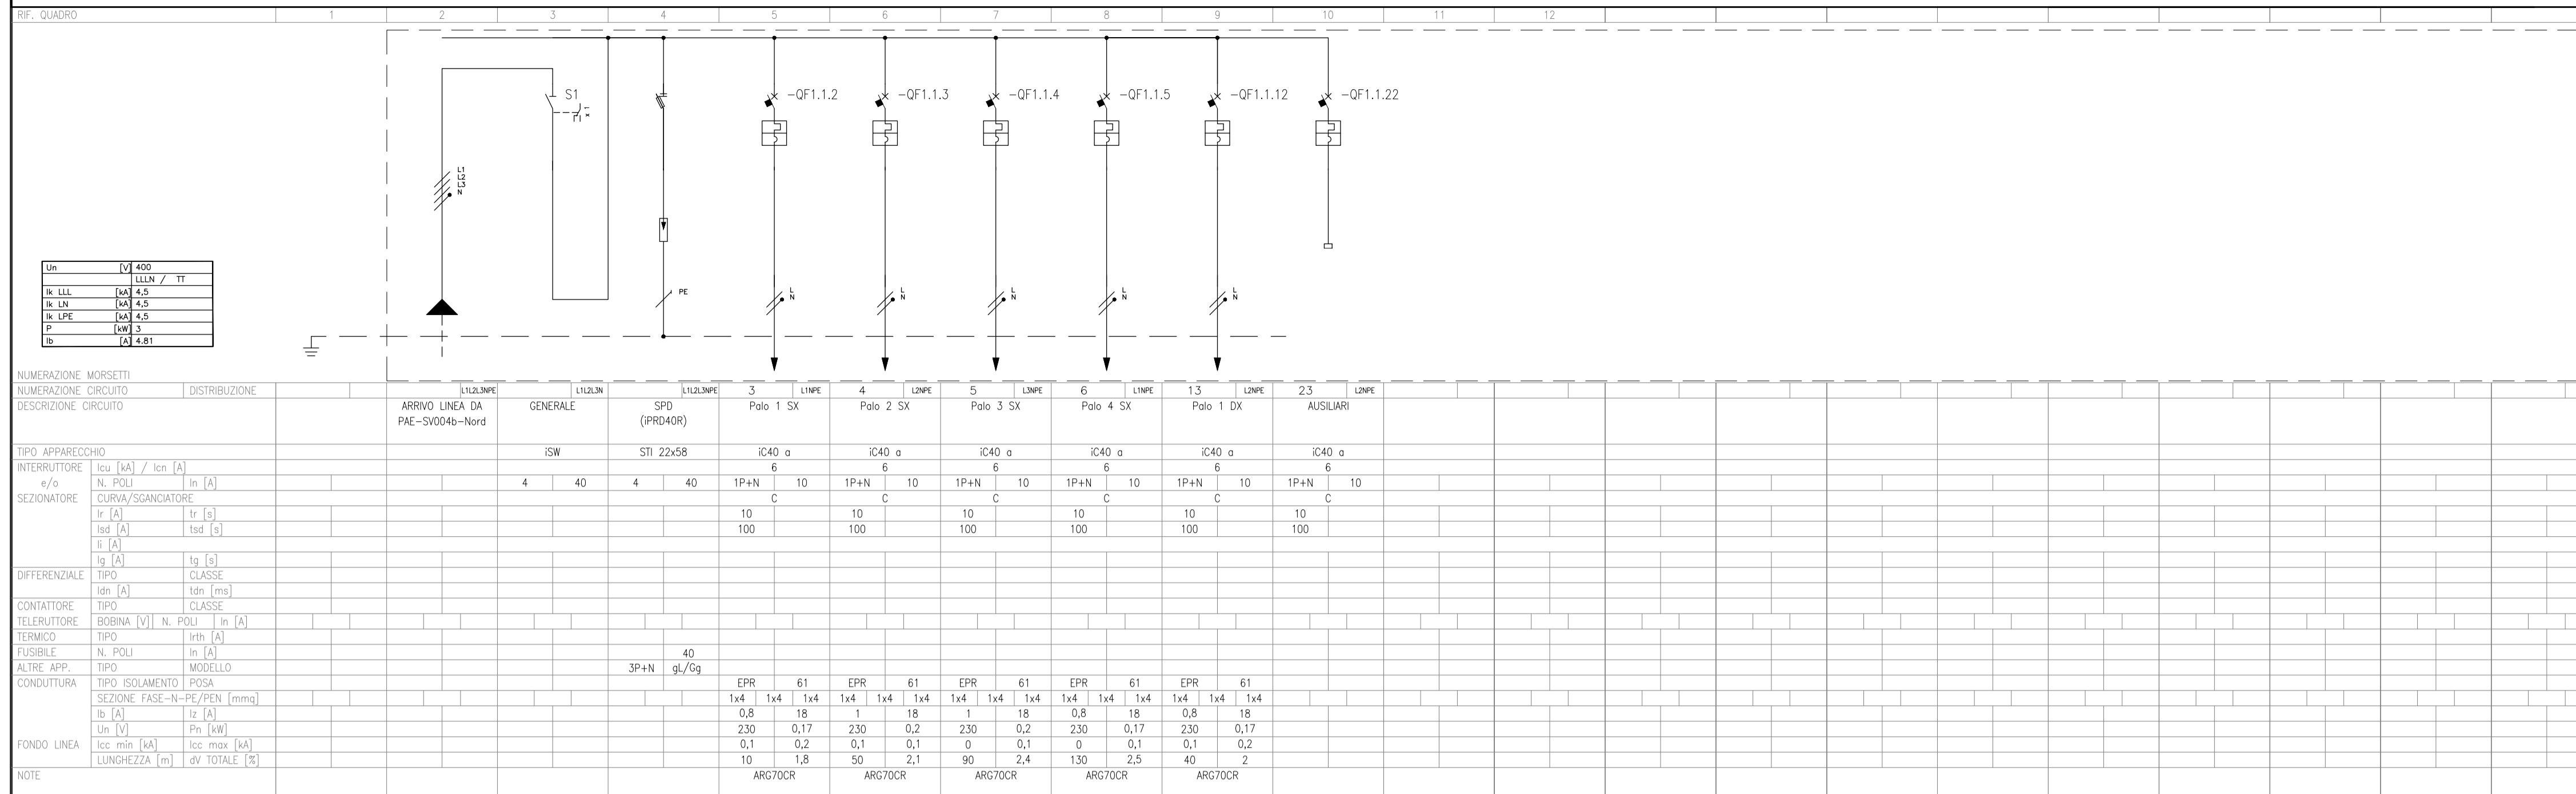 RIF. QUADRO 1 2 3 4 5 6 7 8 9 10 11 12
S1 -QF1.1.2 -QF1.1.3 -QF1.1.4 -QF1.1.5 -QF1.1.12 -QF1.1.22
L1
L2
L3
N
Un [V] 400
LLLN / TT
Ik LLL [kA] 4,5
Ik LN [kA] 4,5
Ik LPE [kA] 4,5
P [kW] 3
Ib [A] 4.81
PE
L
N
L
N
L
N
L
N
L
N
NUMERAZIONE MORSETTI
NUMERAZIONE CIRCUITO DISTRIBUZIONE L1L2L3NPE L1L2L3N L1L2L3NPE 3 L1NPE 4 L2NPE 5 L3NPE 6 L1NPE 13 L2NPE 23 L2NPE
DESCRIZIONE CIRCUITO ARRIVO LINEA DA GENERALE SPD Palo 1 SX Palo 2 SX Palo 3 SX Palo 4 SX Palo 1 DX AUSILIARI
PAE-SV004b-Nord (iPRD40R)
TIPO APPARECCHIO iSW STI 22x58 iC40 a iC40 a iC40 a iC40 a iC40 a iC40 a
INTERRUTTORE Icu [kA] / Icn [A] 6 6 6 6 6 6
e/o N. POLI In [A] 4 40 4 40 1P+N 10 1P+N 10 1P+N 10 1P+N 10 1P+N 10 1P+N 10
SEZIONATORE CURVA/SGANCIATORE C C C C C C
Ir [A] tr [s] 10 10 10 10 10 10
Isd [A] tsd [s] 100 100 100 100 100 100
Ii [A]
Ig [A] tg [s]
DIFFERENZIALE TIPO CLASSE
Idn [A] tdn [ms]
CONTATTORE TIPO CLASSE
TELERUTTORE BOBINA [V] N. POLI In [A]
TERMICO TIPO Irth [A]
FUSIBILE N. POLI In [A] 40
ALTRE APP. TIPO MODELLO 3P+N gL/Gg
CONDUTTURA TIPO ISOLAMENTO POSA EPR 61 EPR 61 EPR 61 EPR 61 EPR 61
SEZIONE FASE-N-PE/PEN [mmq] 1x4 1x4 1x4 1x4 1x4 1x4 1x4 1x4 1x4 1x4 1x4 1x4 1x4 1x4 1x4
Ib [A] Iz [A] 0,8 18 1 18 1 18 0,8 18 0,8 18
Un [V] Pn [kW] 230 0,17 230 0,2 230 0,2 230 0,17 230 0,17
FONDO LINEA Icc min [kA] Icc max [kA] 0,1 0,2 0,1 0,1 0 0,1 0 0,1 0,1 0,2
LUNGHEZZA [m] dV TOTALE [%] 10 1,8 50 2,1 90 2,4 130 2,5 40 2
NOTE ARG7OCR ARG7OCR ARG7OCR ARG7OCR ARG7OCR